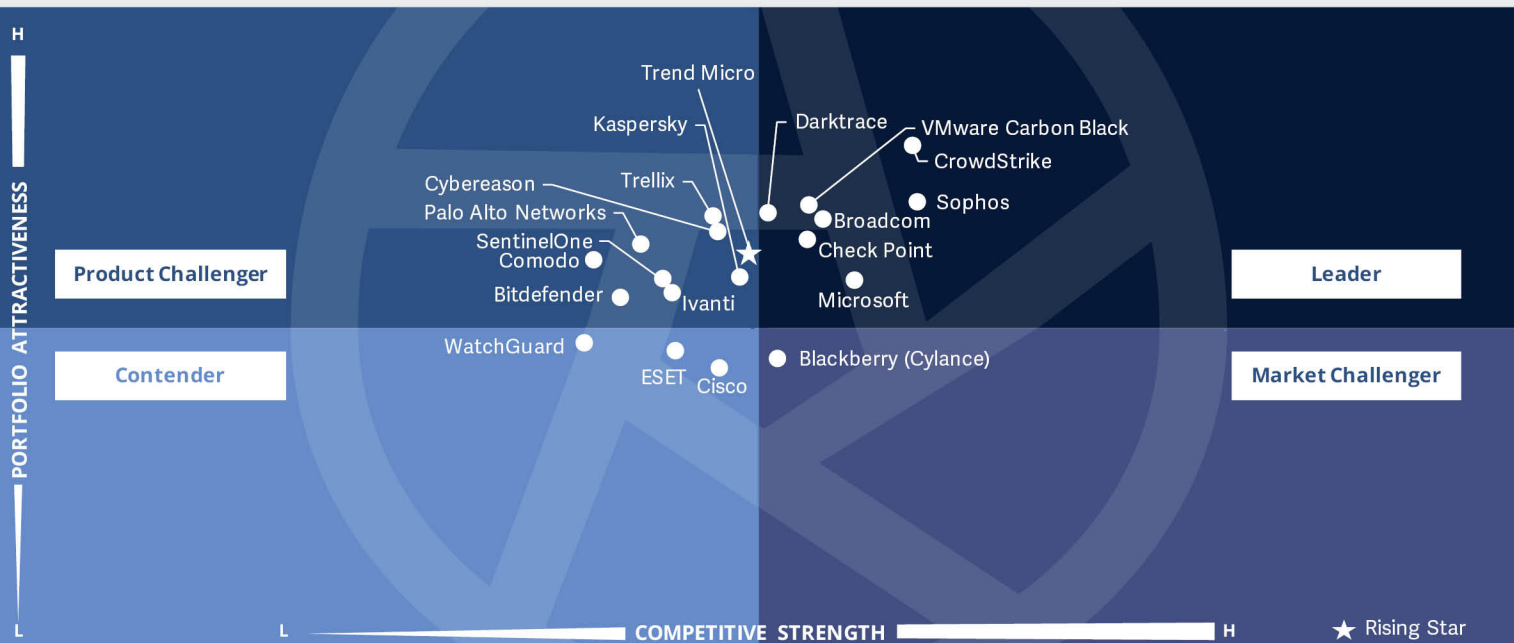 H
Trend Micro
Kaspersky
Darktrace
VMware Carbon Black
CrowdStrike
Cybereason
Trellix
Palo Alto Networks
Sophos
Broadcom
SentinelOne
Comodo
Check Point
Product Challenger
Leader
Bitdefender
Ivanti
Microsoft
WatchGuard
Blackberry (Cylance)
Contender
ESET
Cisco
Market Challenger
PORTFOLIO ATTRACTIVENESS
L
L
COMPETITIVE STRENGTH
H
Rising Star